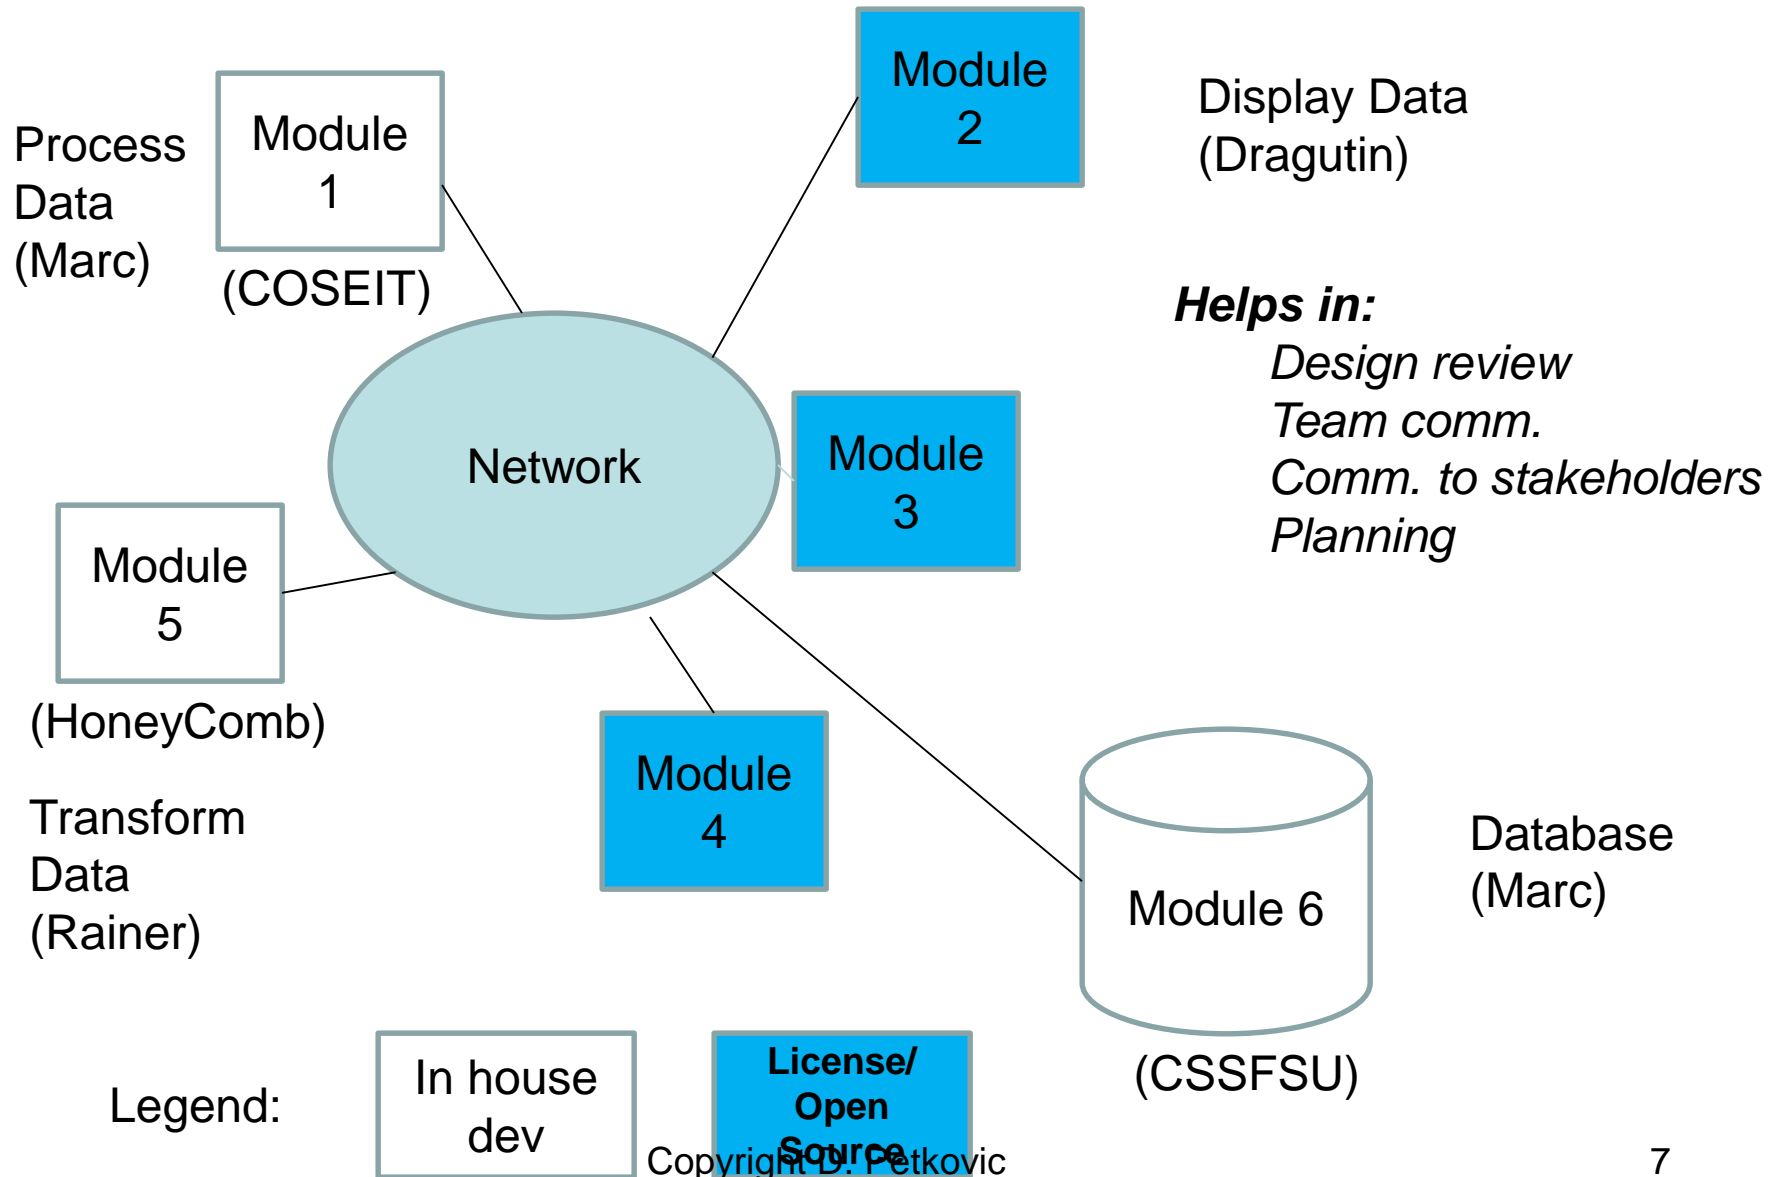 Process
Data
(Marc)
Module
1
(COSEIT)
Module
2
Display Data
(Dragutin)
Helps in:
Design review
Team comm.
Comm. to stakeholders
Planning
Network
Module
3
Module
5
(HoneyComb)
Transform
Data
(Rainer)
Module
4
Module 6
Database
(Marc)
(CSSFSU)
Legend:
In house
dev
License/
Open
Source
Copyright D. Petkovic
7